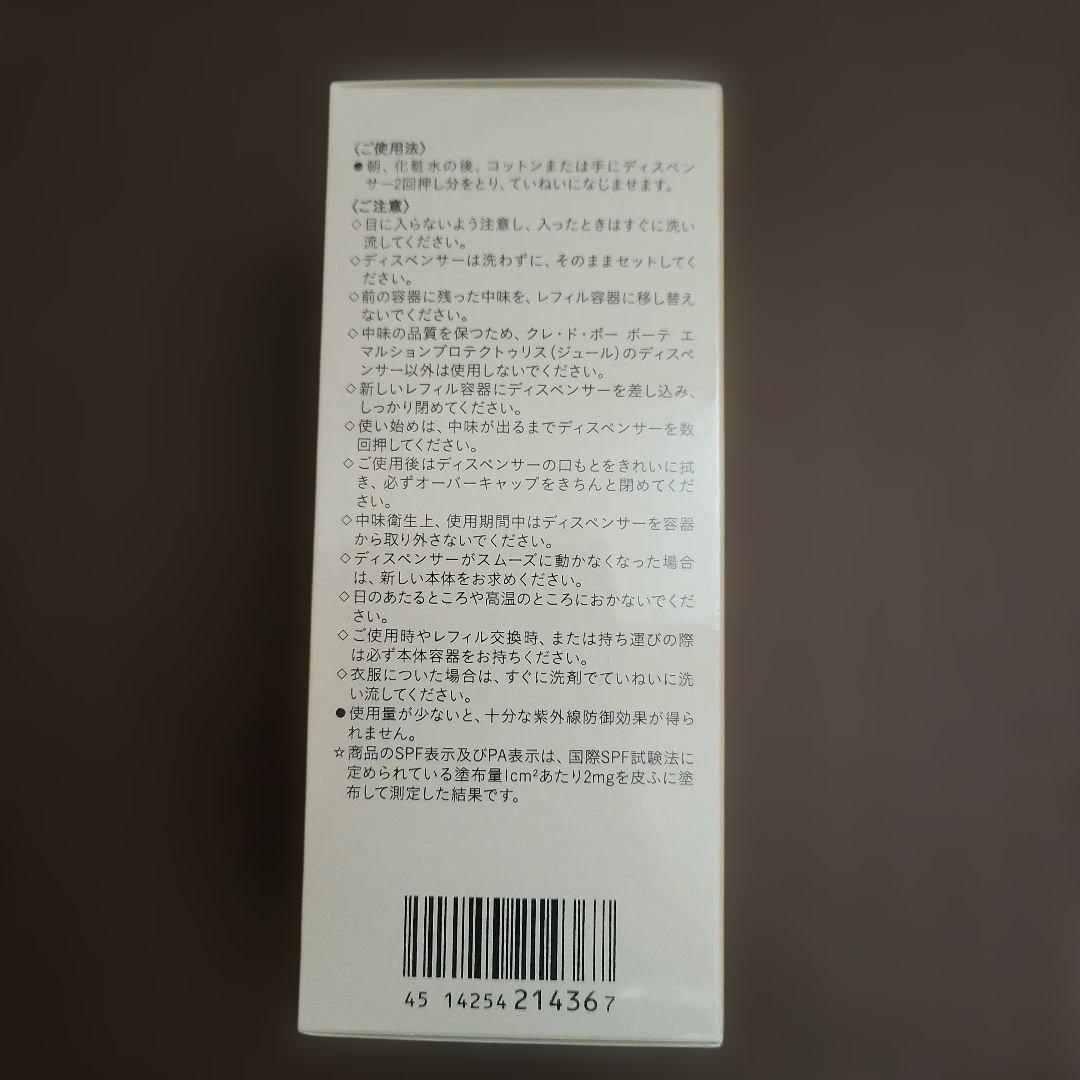 〈ご使用法〉
●朝、化粧水の後、コットンまたは手にディスペン
サー2回押し分をとり、ていねいになじませます。
〈ご注意〉
◇目に入らないよう注意し、入ったときはすぐに洗い
流してください。
◇ディスペンサーは洗わずに、そのままセットしてく
ださい。
◇前の容器に残った中味を、レフィル容器に移し替え
ないでください。
◇中味の品質を保つため、クレ・ド・ポー ボーテ エ
マルションプロテクトゥリス(ジュール)のディスペ
ンサー以外は使用しないでください。
◇新しいレフィル容器にディスペンサーを差し込み、
しっかり閉めてください。
◇使い始めは、中味が出るまでディスペンサーを数
回押してください。
◇ご使用後はディスペンサーの口もとをきれいに拭
き、必ずオーバーキャップをきちんと閉めてくだ
さい。
◇中味衛生上、使用期間中はディスペンサーを容器
から取り外さないでください。
◇ディスペンサーがスムーズに動かなくなった場合
は、新しい本体をお求めください。
◇日のあたるところや高温のところにおかないでくだ
さい。
◇ご使用時やレフィル交換時、または持ち運びの際
は必ず本体容器をお持ちください。
◇衣服についた場合は、すぐに洗剤でていねいに洗
い流してください。
●使用量が少ないと、十分な紫外線防御効果が得ら
れません。
☆商品のSPF表示及びPA表示は、国際SPF試験法に
定められている塗布量1cm²あたり2mgを皮ふに塗
布して測定した結果です。
45 14254 214367